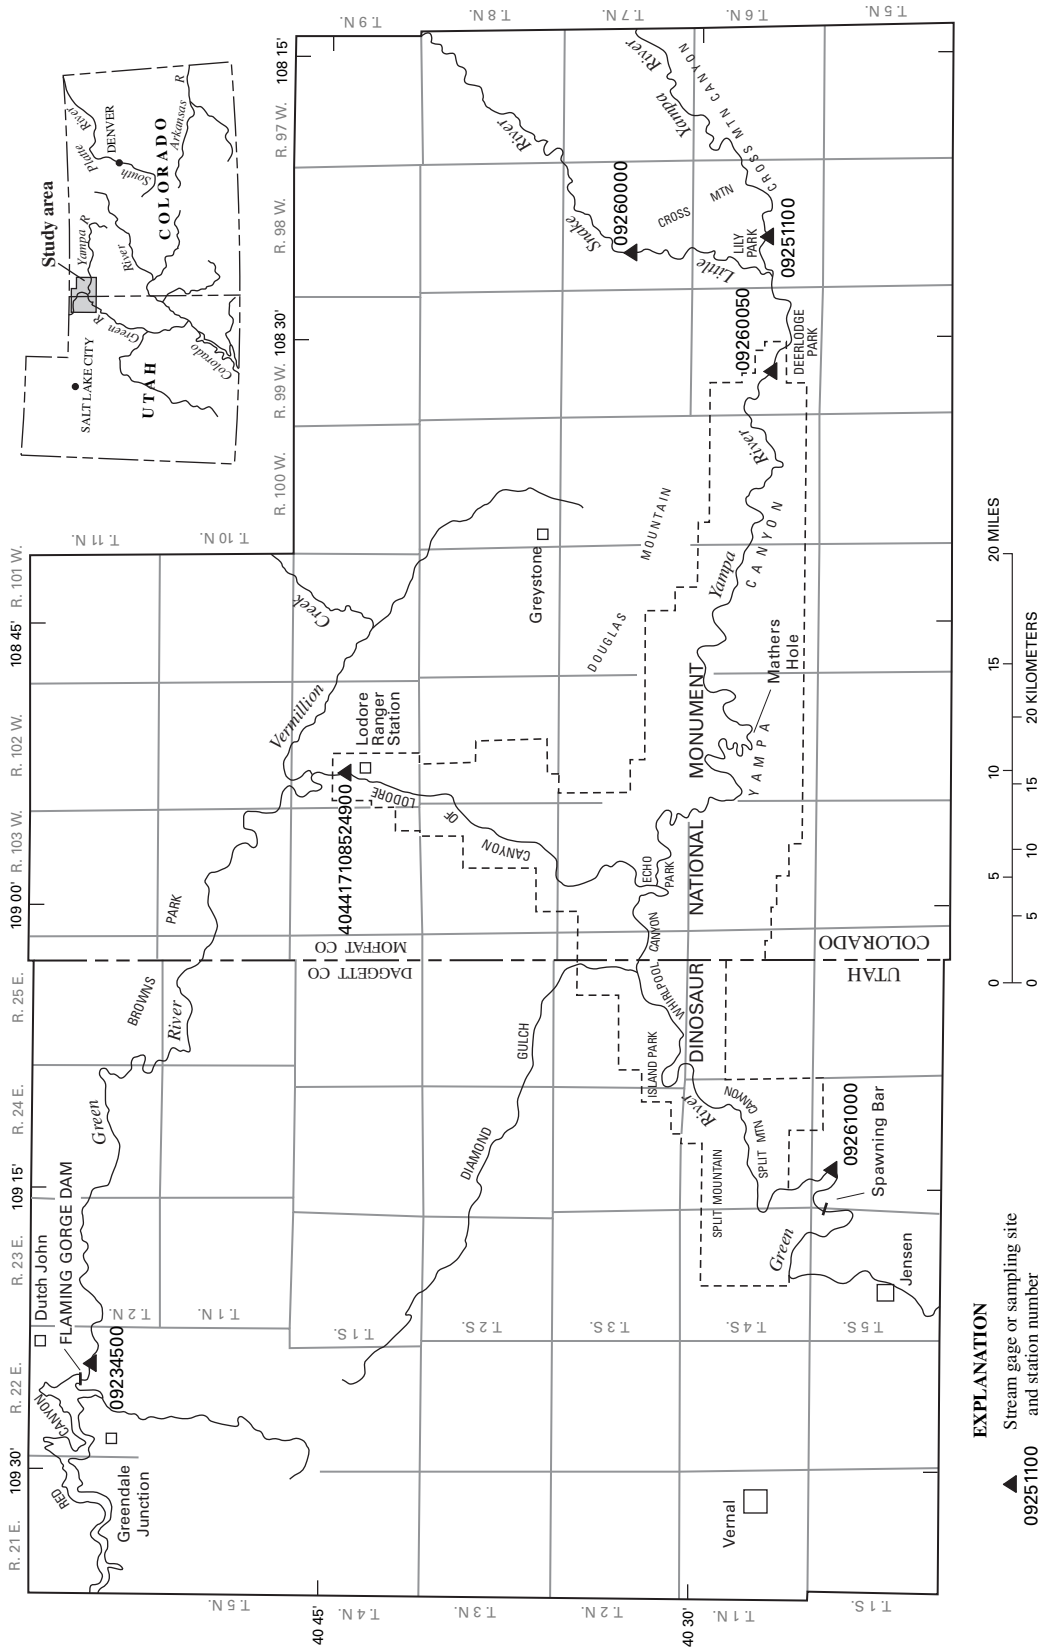 R. 21 E.
R. 22 E.
R. 23 E.
R. 24 E.
R. 25 E.
R. 103 W.
R. 102 W.
R. 101 W.
109 30'
109 15'
109 00'
108 45'
T. 11 N.
T. 10 N.
R. 100 W.
R. 99 W.
R. 98 W.
R. 97 W.
108 30'
108 15'
T. 9 N.
T. 8 N.
T. 7 N.
T. 6 N.
T. 5 N.
Study area
SALT LAKE CITY
UTAH
Green R
Colorado
Yampa R
River
COLORADO
DENVER
South
Platte
River
Arkansas R
RED
CANYON
Greendale
Junction
09234500
FLAMING GORGE DAM
Dutch John
T. 2 N.
T. 1 N.
T. 1 S.
T. 2 S.
T. 3 S.
T. 4 S.
T. 5 S.
Green
River
BROWNS
PARK
Vermillion
Creek
DAGGETT CO
MOFFAT CO
404417108524900
Lodore
Ranger
Station
CANYON
OF
LODORE
Greystone
DOUGLAS
MOUNTAIN
DIAMOND
GULCH
ECHO
PARK
WHIRLPOOL
CANYON
ISLAND PARK
River
DINOSAUR
NATIONAL
MONUMENT
SPLIT MOUNTAIN
SPLIT MTN
CANYON
Green
09261000
Spawning Bar
Jensen
Vernal
UTAH
COLORADO
YAMPA
CANYON
Mathers
Hole
Yampa
River
DEERLODGE
PARK
09260050
LILY
PARK
09251100
09260000
Little
Snake
River
CROSS
MTN
CROSS MTN CANYON
Yampa
River
T. 5 N.
T. 4 N.
T. 3 N.
T. 2 N.
T. 1 N.
T. 1 S.
40 45'
40 30'
0
5
10
15
20 MILES
0
5
10
15
20 KILOMETERS
EXPLANATION
09251100
Stream gage or sampling site
and station number